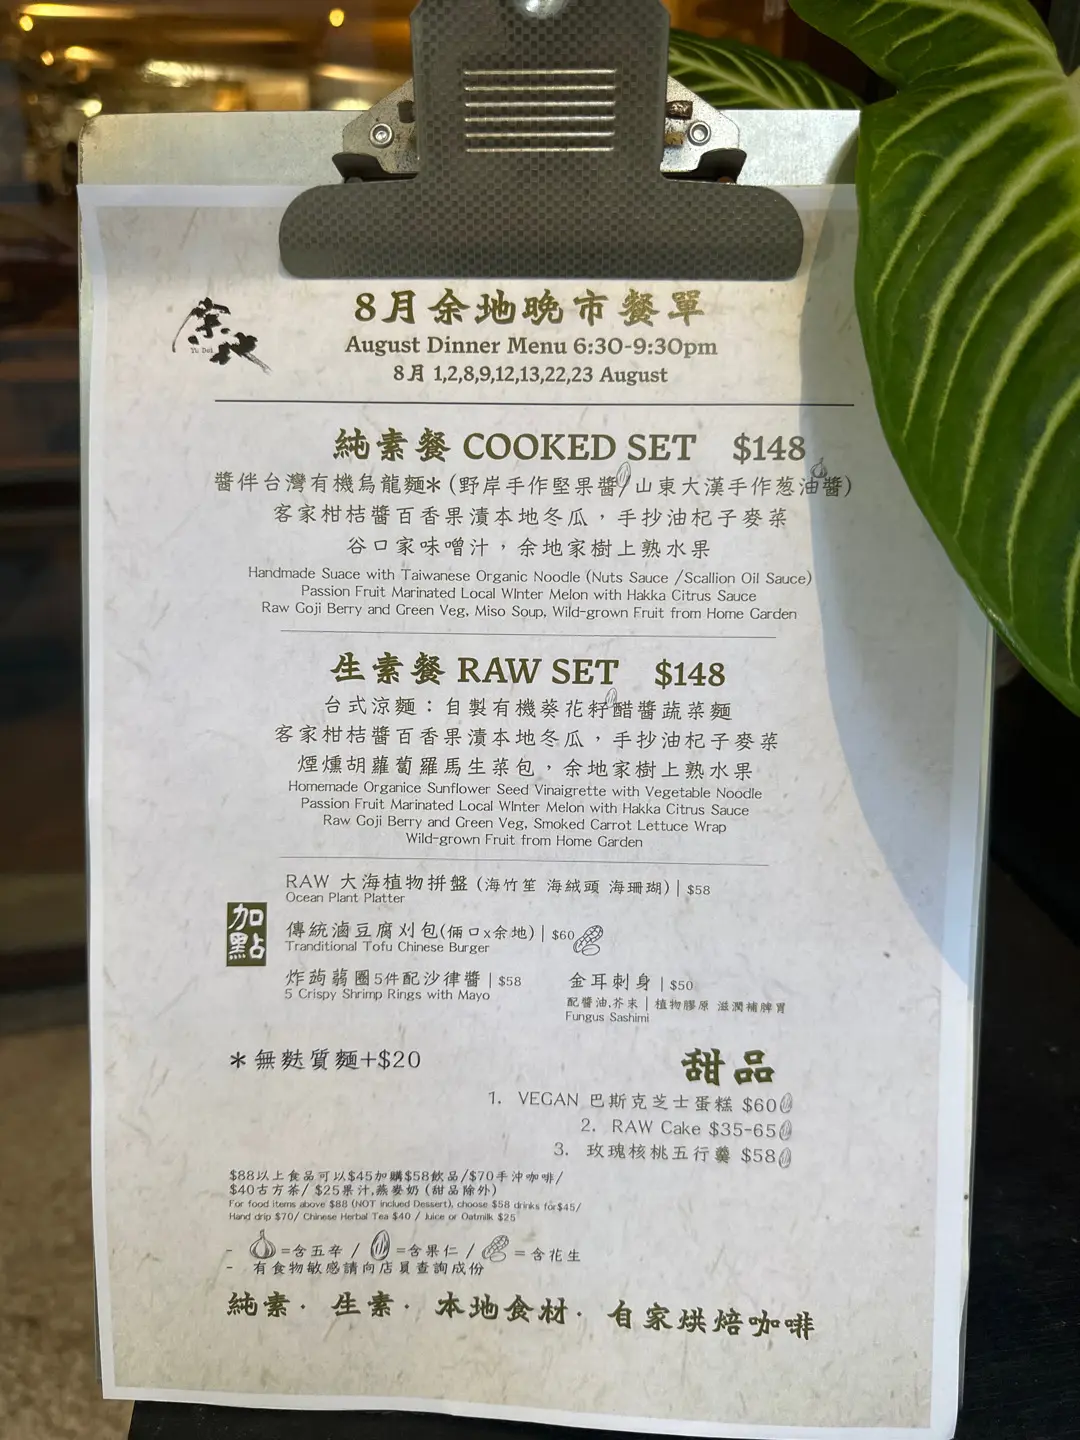 余地
Yu Dei
8月余地晚市餐單
August Dinner Menu 6:30-9:30pm
8月 1,2,8,9,12,13,22,23 August
純素餐 COOKED SET $148
醬伴台灣有機烏龍麵* (野岸手作堅果醬/山東大漢手作葱油醬)
客家柑桔醬百香果漬本地冬瓜，手抄油杞子麥菜
谷口家味噌汁，余地家樹上熟水果
Handmade Suace with Taiwanese Organic Noodle (Nuts Sauce /Scallion Oil Sauce)
Passion Fruit Marinated Local WInter Melon with Hakka Citrus Sauce
Raw Goji Berry and Green Veg, Miso Soup, Wild-grown Fruit from Home Garden
生素餐 RAW SET $148
台式涼麵：自製有機葵花籽醋醬蔬菜麵
客家柑桔醬百香果漬本地冬瓜，手抄油杞子麥菜
煙燻胡蘿蔔羅馬生菜包，余地家樹上熟水果
Homemade Organice Sunflower Seed Vinaigrette with Vegetable Noodle
Passion Fruit Marinated Local WInter Melon with Hakka Citrus Sauce
Raw Goji Berry and Green Veg, Smoked Carrot Lettuce Wrap
Wild-grown Fruit from Home Garden
加點
RAW 大海植物拼盤 (海竹笙 海絨頭 海珊瑚) | $58
Ocean Plant Platter
傳統滷豆腐刈包(倆口x余地) | $60
Tranditional Tofu Chinese Burger
炸蒟蒻圈5件配沙律醬 | $58
5 Crispy Shrimp Rings with Mayo
金耳刺身 | $50
配醬油,芥末 | 植物膠原 滋潤補脾胃
Fungus Sashimi
*無麩質麵+$20
甜品
1. VEGAN 巴斯克芝士蛋糕 $60
2. RAW Cake $35-65
3. 玫瑰核桃五行羹 $58
$88以上食品可以$45加購$58飲品/$70手沖咖啡/
$40古方茶/ $25果汁,燕麥奶 (甜品除外)
For food items above $88 (NOT inclued Dessert), choose $58 drinks for$45/
Hand drip $70/ Chinese Herbal Tea $40 / Juice or Oatmilk $25
- =含五辛 / =含果仁 / =含花生
- 有食物敏感請向店員查詢成份
純素· 生素· 本地食材· 自家烘焙咖啡